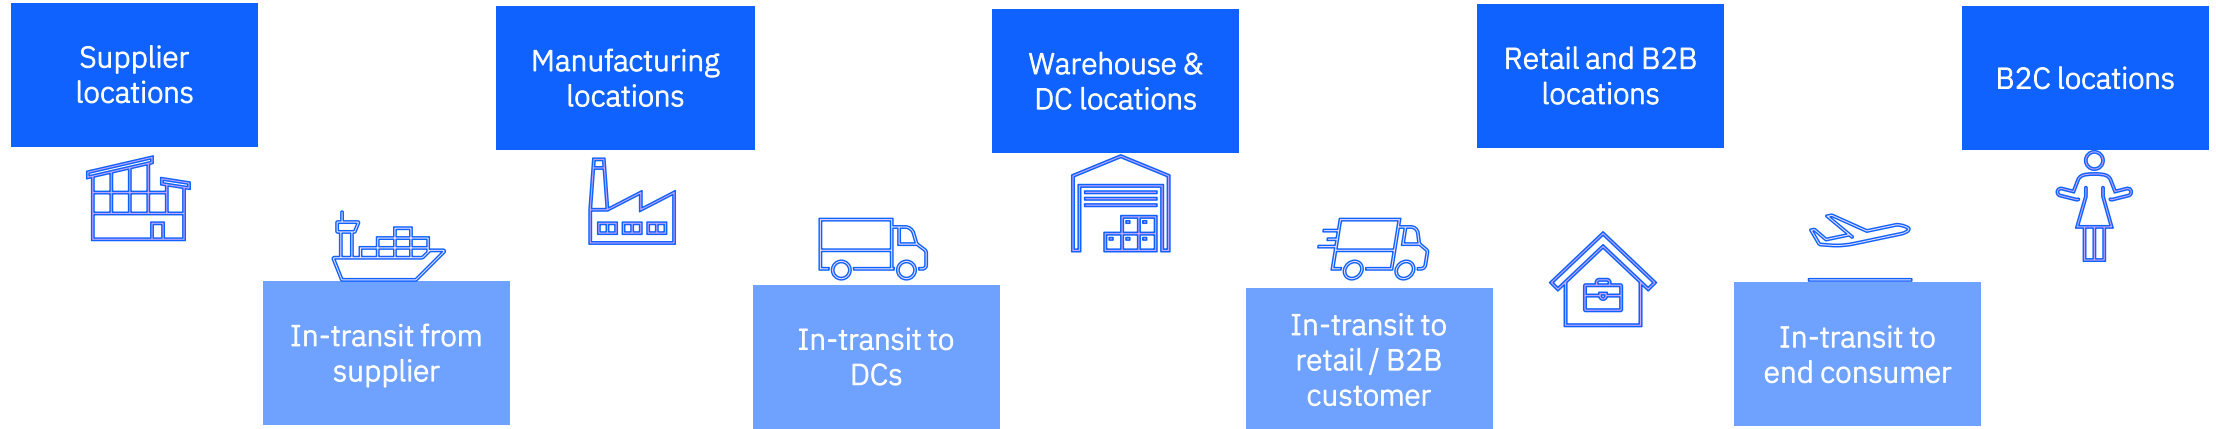 Supplier
locations
In-transit from
supplier
Manufacturing
locations
In-transit to
DCs
Warehouse &
DC locations
In-transit to
retail / B2B
customer
Retail and B2B
locations
In-transit to
end consumer
B2C locations